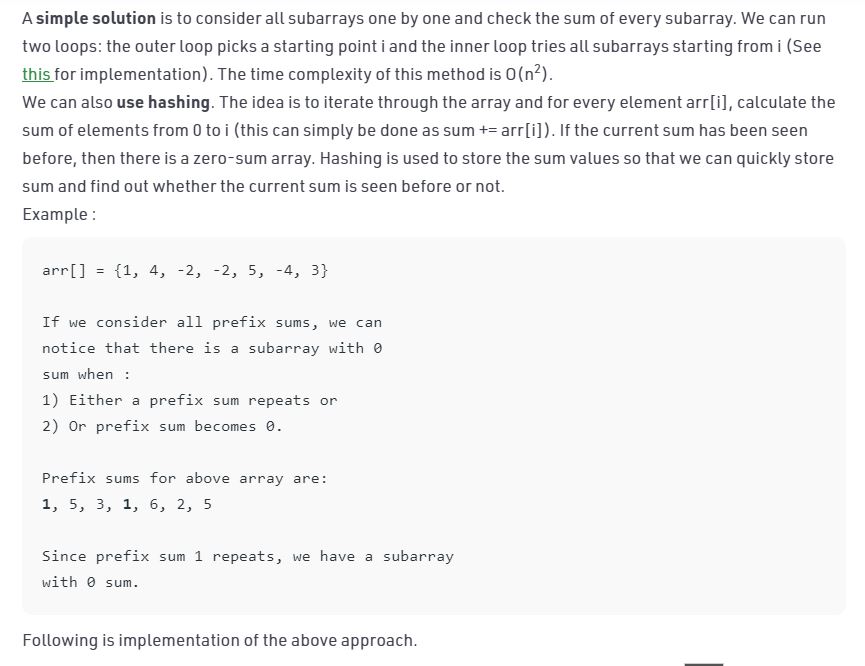 A simple solution is to consider all subarrays one by one and check the sum of every subarray. We can run
two loops: the outer loop picks a starting point i and the inner loop tries all subarrays starting from i (See
this for implementation). The time complexity of this method is O(n²).
We can also use hashing. The idea is to iterate through the array and for every element arr[i], calculate the
sum of elements from 0 to i (this can simply be done as sum += arr[i]). If the current sum has been seen
before, then there is a zero-sum array. Hashing is used to store the sum values so that we can quickly store
sum and find out whether the current sum is seen before or not.
Example :
arr[] = {1, 4, -2, -2, 5, -4, 3}
If we consider all prefix sums, we can
notice that there is a subarray with 0
sum when :
1) Either a prefix sum repeats or
2) Or prefix sum becomes 0.
Prefix sums for above array are:
1, 5, 3, 1, 6, 2, 5
Since prefix sum 1 repeats, we have a subarray
with 0 sum.
Following is implementation of the above approach.